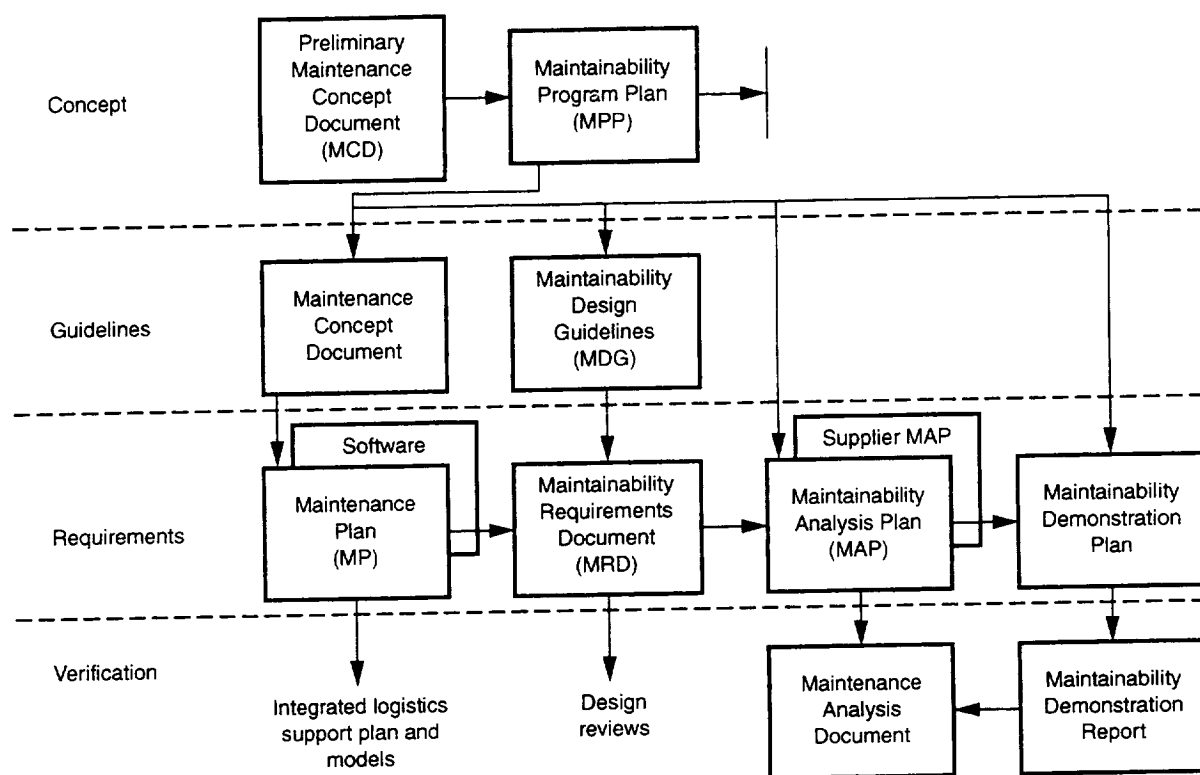 Concept
Preliminary
Maintenance
Concept
Document
(MCD)
Maintainability
Program Plan
(MPP)
Guidelines
Maintenance
Concept
Document
Maintainability
Design
Guidelines
(MDG)
Requirements
Software
Maintenance
Plan
(MP)
Maintainability
Requirements
Document
(MRD)
Supplier MAP
Maintainability
Analysis Plan
(MAP)
Maintainability
Demonstration
Plan
Verification
Integrated logistics
support plan and
models
Design
reviews
Maintenance
Analysis
Document
Maintainability
Demonstration
Report